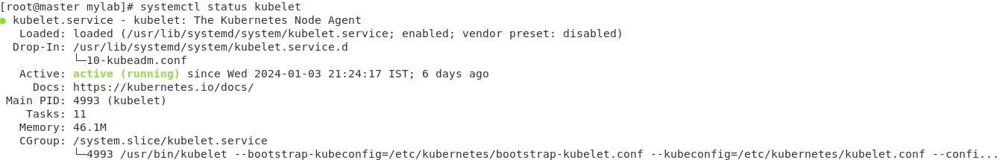 [root@master mylab]# systemctl status kubelet
● kubelet.service - kubelet: The Kubernetes Node Agent
   Loaded: loaded (/usr/lib/systemd/system/kubelet.service; enabled; vendor preset: disabled)
  Drop-In: /usr/lib/systemd/system/kubelet.service.d
           └─10-kubeadm.conf
   Active: active (running) since Wed 2024-01-03 21:24:17 IST; 6 days ago
     Docs: https://kubernetes.io/docs/
 Main PID: 4993 (kubelet)
    Tasks: 11
   Memory: 46.1M
   CGroup: /system.slice/kubelet.service
           └─4993 /usr/bin/kubelet --bootstrap-kubeconfig=/etc/kubernetes/bootstrap-kubelet.conf --kubeconfig=/etc/kubernetes/kubelet.conf --confi...